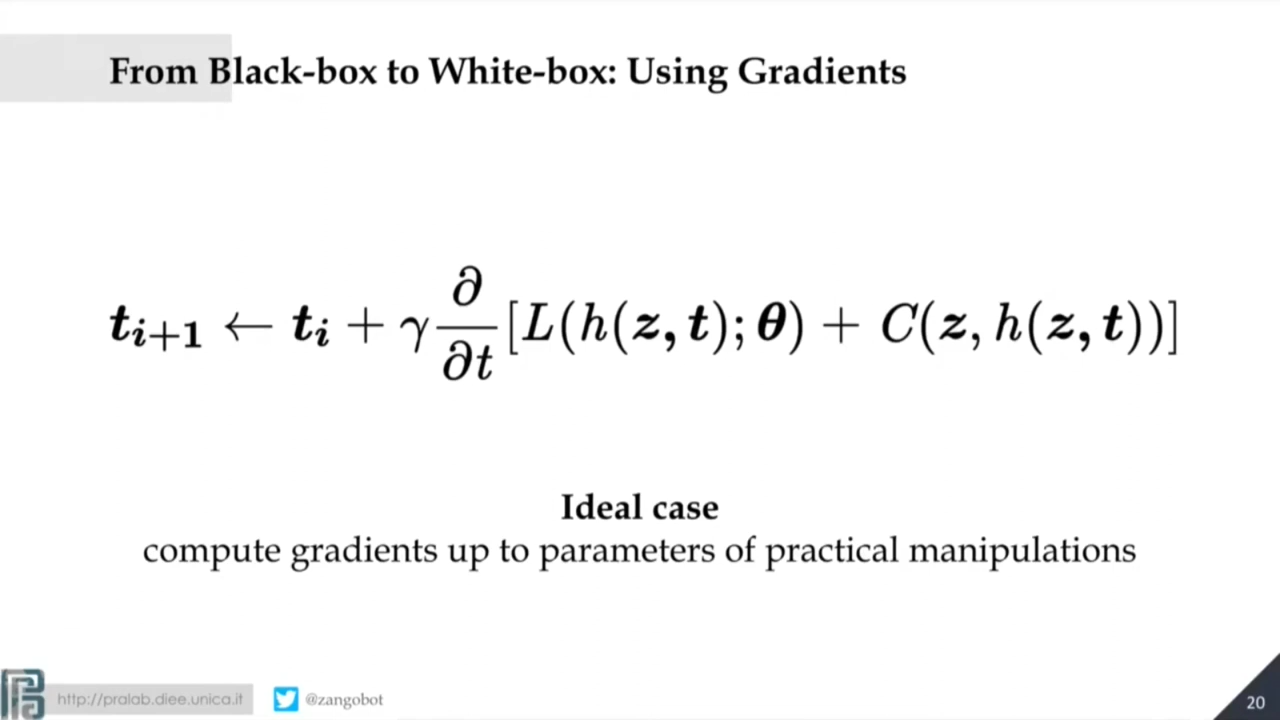 From Black-box to White-box: Using Gradients
t_{i+1} ← t_i + γ ∂/∂t [L(h(z, t); θ) + C(z, h(z, t))]
Ideal case
compute gradients up to parameters of practical manipulations
http://pralab.diee.unica.it @zangobot 20